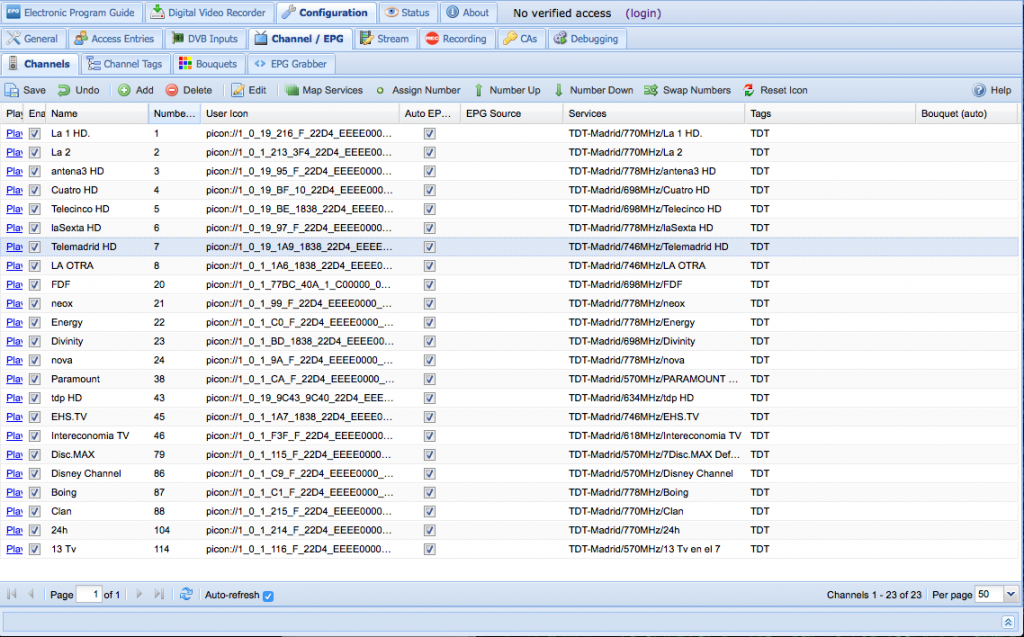 EPG Electronic Program Guide Digital Video Recorder Configuration Status About No verified access (login)
General Access Entries DVB Inputs Channel / EPG Stream REC Recording CAs Debugging
Channels Channel Tags Bouquets EPG Grabber
Save Undo Add Delete Edit Map Services Assign Number Number Up Number Down Swap Numbers Reset Icon Help
Play Ena Name Numbe... User Icon Auto EP... EPG Source Services Tags Bouquet (auto)
Play La 1 HD. 1 picon://1_0_19_216_F_22D4_EEEE000... TDT-Madrid/770MHz/La 1 HD. TDT
Play La 2 2 picon://1_0_1_213_3F4_22D4_EEEE00... TDT-Madrid/770MHz/La 2 TDT
Play antena3 HD 3 picon://1_0_19_95_F_22D4_EEEE0000... TDT-Madrid/778MHz/antena3 HD TDT
Play Cuatro HD 4 picon://1_0_19_BF_10_22D4_EEEE000... TDT-Madrid/698MHz/Cuatro HD TDT
Play Telecinco HD 5 picon://1_0_19_BE_1838_22D4_EEEE0... TDT-Madrid/698MHz/Telecinco HD TDT
Play laSexta HD 6 picon://1_0_19_97_F_22D4_EEEE0000... TDT-Madrid/778MHz/laSexta HD TDT
Play Telemadrid HD 7 picon://1_0_19_1A9_1838_22D4_EEEE... TDT-Madrid/746MHz/Telemadrid HD TDT
Play LA OTRA 8 picon://1_0_1_1A6_1838_22D4_EEEE0... TDT-Madrid/746MHz/LA OTRA TDT
Play FDF 20 picon://1_0_1_77BC_40A_1_C00000_0... TDT-Madrid/698MHz/FDF TDT
Play neox 21 picon://1_0_1_99_F_22D4_EEEE0000_... TDT-Madrid/778MHz/neox TDT
Play Energy 22 picon://1_0_1_C0_F_22D4_EEEE0000_... TDT-Madrid/778MHz/Energy TDT
Play Divinity 23 picon://1_0_1_BD_1838_22D4_EEEE00... TDT-Madrid/698MHz/Divinity TDT
Play nova 24 picon://1_0_1_9A_F_22D4_EEEE0000_... TDT-Madrid/778MHz/nova TDT
Play Paramount 38 picon://1_0_1_CA_F_22D4_EEEE0000_... TDT-Madrid/570MHz/PARAMOUNT ... TDT
Play tdp HD 43 picon://1_0_19_9C43_9C40_22D4_EEE... TDT-Madrid/634MHz/tdp HD TDT
Play EHS.TV 45 picon://1_0_1_1A7_1838_22D4_EEEE0... TDT-Madrid/746MHz/EHS.TV TDT
Play Intereconomia TV 46 picon://1_0_1_F3F_F_22D4_EEEE0000... TDT-Madrid/618MHz/Intereconomia TV TDT
Play Disc.MAX 79 picon://1_0_1_115_F_22D4_EEEE0000... TDT-Madrid/570MHz/7Disc.MAX Def... TDT
Play Disney Channel 86 picon://1_0_1_C9_F_22D4_EEEE0000_... TDT-Madrid/570MHz/Disney Channel TDT
Play Boing 87 picon://1_0_1_C1_F_22D4_EEEE0000_... TDT-Madrid/778MHz/Boing TDT
Play Clan 88 picon://1_0_1_215_F_22D4_EEEE0000... TDT-Madrid/770MHz/Clan TDT
Play 24h 104 picon://1_0_1_214_F_22D4_EEEE0000... TDT-Madrid/770MHz/24h TDT
Play 13 Tv 114 picon://1_0_1_116_F_22D4_EEEE0000... TDT-Madrid/570MHz/13 Tv en el 7 TDT
Page 1 of 1 Auto-refresh Channels 1 - 23 of 23 Per page 50